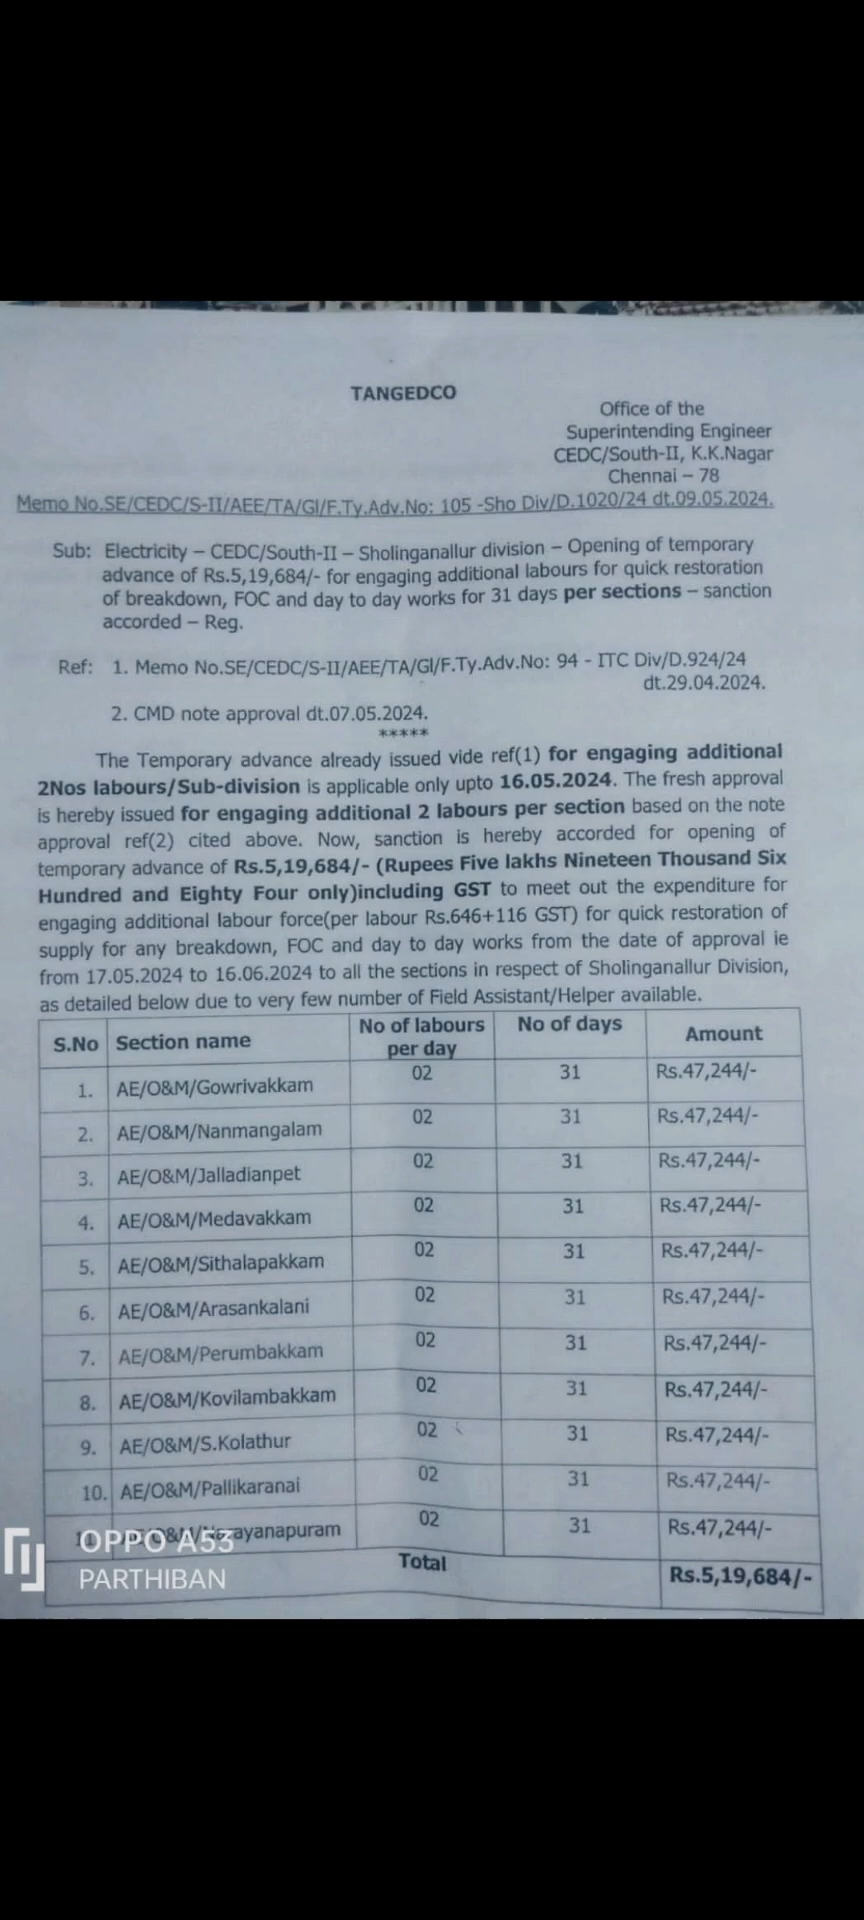 TANGEDCO
Office of the
Superintending Engineer
CEDC/South-II, K.K.Nagar
Chennai – 78
Memo No.SE/CEDC/S-II/AEE/TA/GI/F.Ty.Adv.No: 105 -Sho Div/D.1020/24 dt.09.05.2024.
Sub: Electricity – CEDC/South-II – Sholinganallur division – Opening of temporary
advance of Rs.5,19,684/- for engaging additional labours for quick restoration
of breakdown, FOC and day to day works for 31 days per sections – sanction
accorded – Reg.
Ref: 1. Memo No.SE/CEDC/S-II/AEE/TA/GI/F.Ty.Adv.No: 94 - ITC Div/D.924/24
dt.29.04.2024.
2. CMD note approval dt.07.05.2024.
*****
The Temporary advance already issued vide ref(1) for engaging additional
2Nos labours/Sub-division is applicable only upto 16.05.2024. The fresh approval
is hereby issued for engaging additional 2 labours per section based on the note
approval ref(2) cited above. Now, sanction is hereby accorded for opening of
temporary advance of Rs.5,19,684/- (Rupees Five lakhs Nineteen Thousand Six
Hundred and Eighty Four only)including GST to meet out the expenditure for
engaging additional labour force(per labour Rs.646+116 GST) for quick restoration of
supply for any breakdown, FOC and day to day works from the date of approval ie
from 17.05.2024 to 16.06.2024 to all the sections in respect of Sholinganallur Division,
as detailed below due to very few number of Field Assistant/Helper available.
S.No Section name No of labours per day No of days Amount
1. AE/O&M/Gowrivakkam 02 31 Rs.47,244/-
2. AE/O&M/Nanmangalam 02 31 Rs.47,244/-
3. AE/O&M/Jalladianpet 02 31 Rs.47,244/-
4. AE/O&M/Medavakkam 02 31 Rs.47,244/-
5. AE/O&M/Sithalapakkam 02 31 Rs.47,244/-
6. AE/O&M/Arasankalani 02 31 Rs.47,244/-
7. AE/O&M/Perumbakkam 02 31 Rs.47,244/-
8. AE/O&M/Kovilambakkam 02 31 Rs.47,244/-
9. AE/O&M/S.Kolathur 02 31 Rs.47,244/-
10. AE/O&M/Pallikaranai 02 31 Rs.47,244/-
02 31 Rs.47,244/-
Total Rs.5,19,684/-
OPPO A53
PARTHIBAN